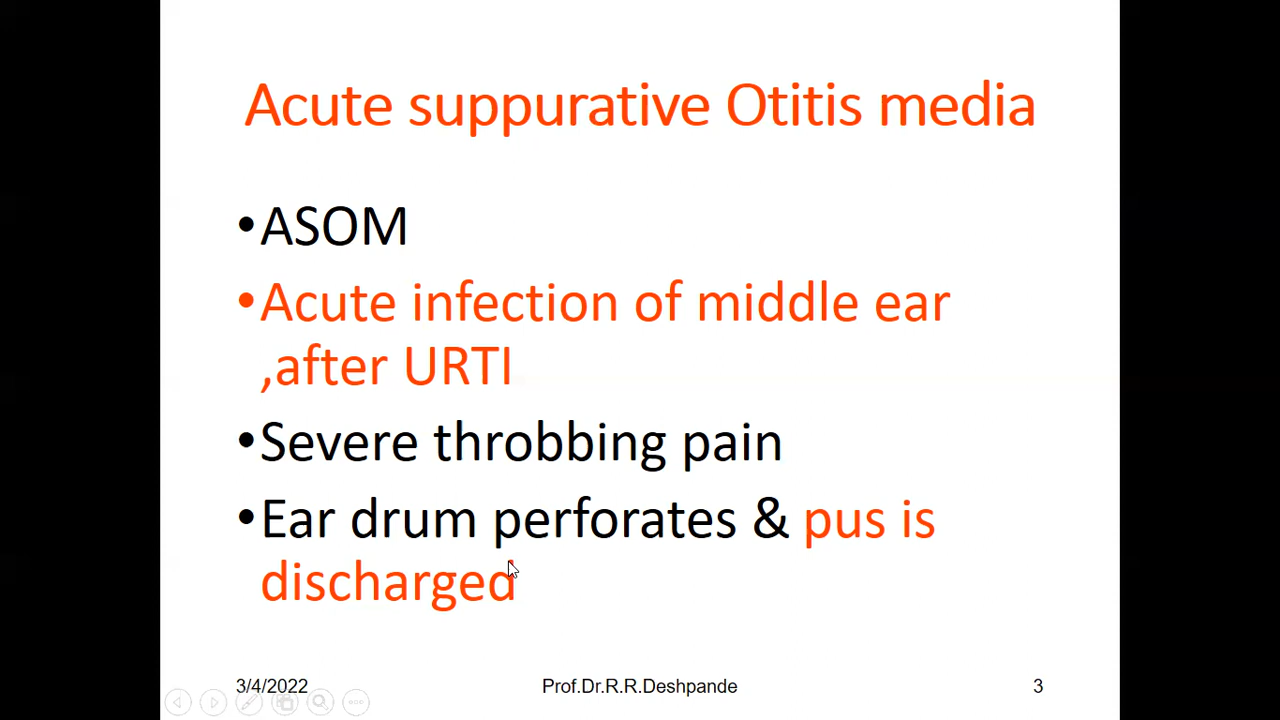 Acute suppurative Otitis media
•ASOM
•Acute infection of middle ear
,after URTI
•Severe throbbing pain
•Ear drum perforates & pus is
discharged
3/4/2022 Prof.Dr.R.R.Deshpande 3